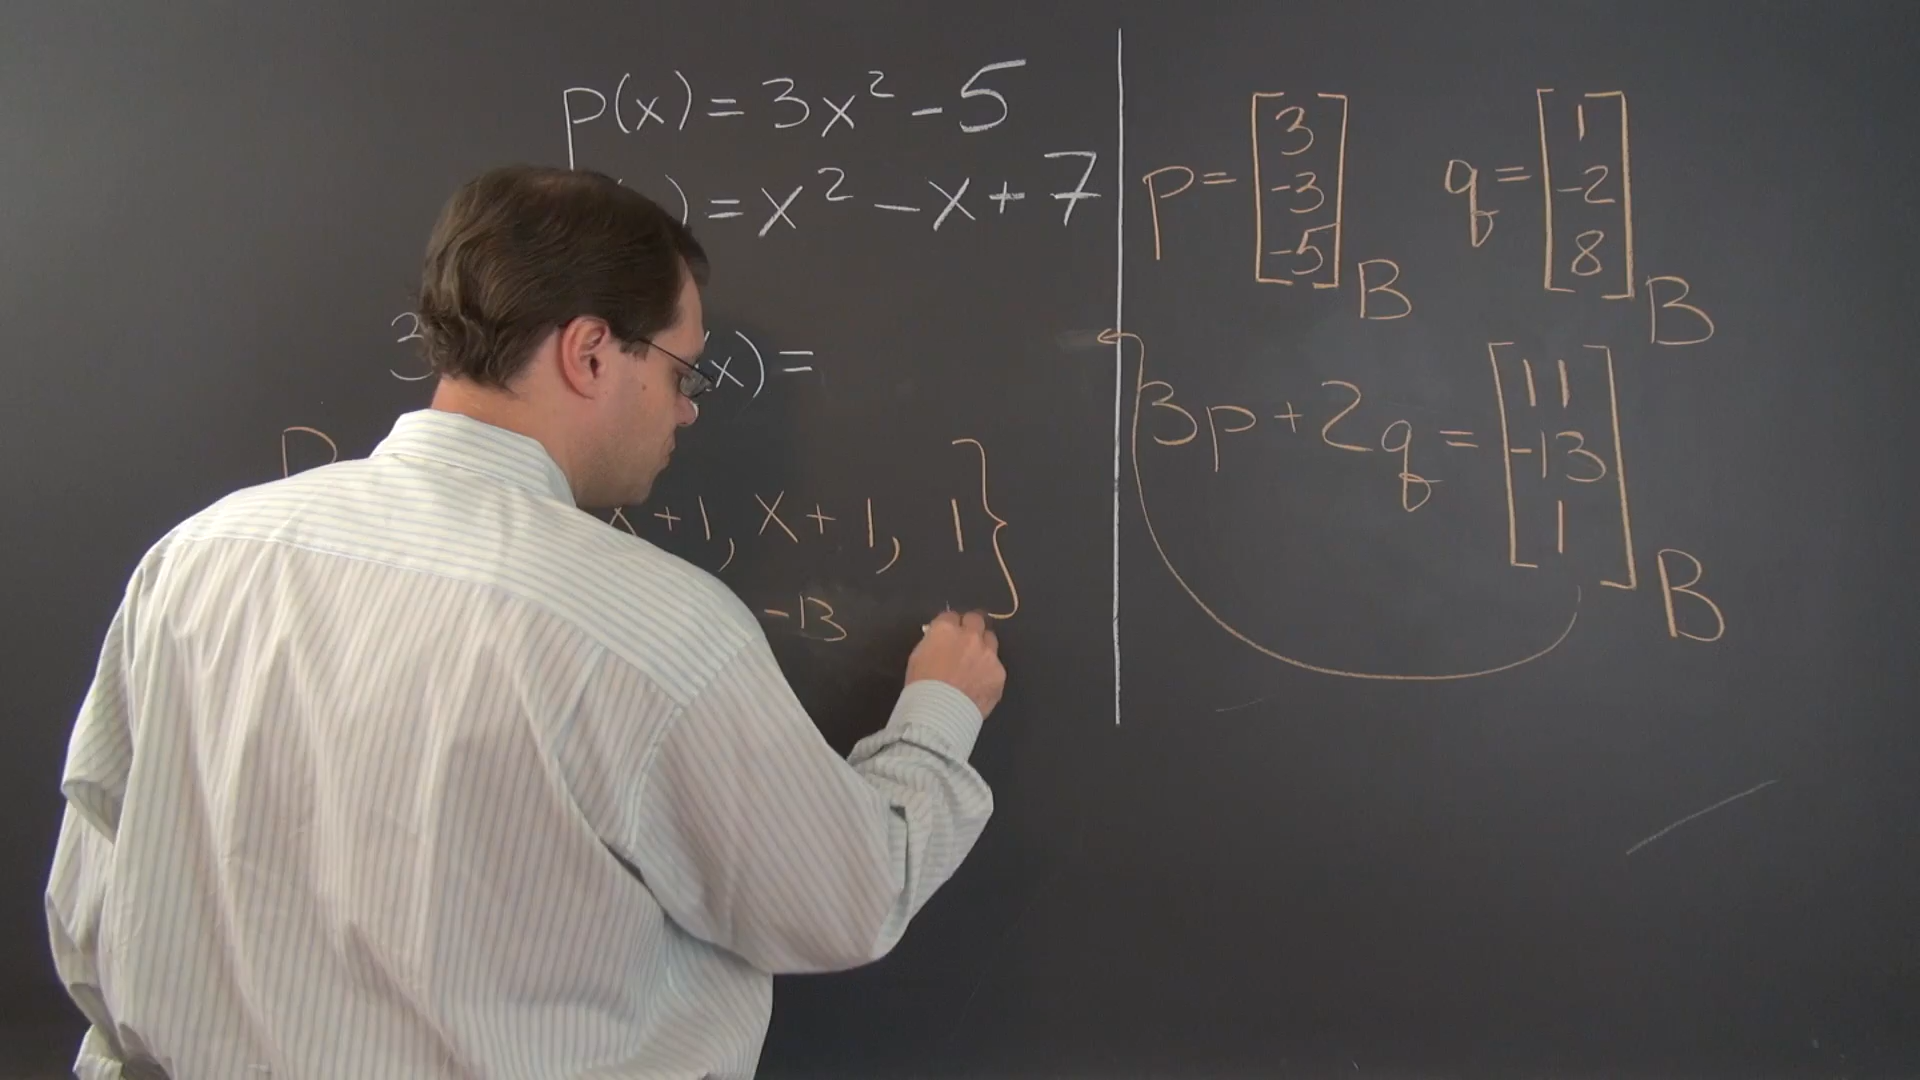 p(x) = 3x² - 5
) = x² - x + 7
3 (x) =
B
x + 1, x + 1, 1 }
-13
p = [3 -3 -5]B q = [1 -2 8]B
3p + 2q = [11 -13 1]B